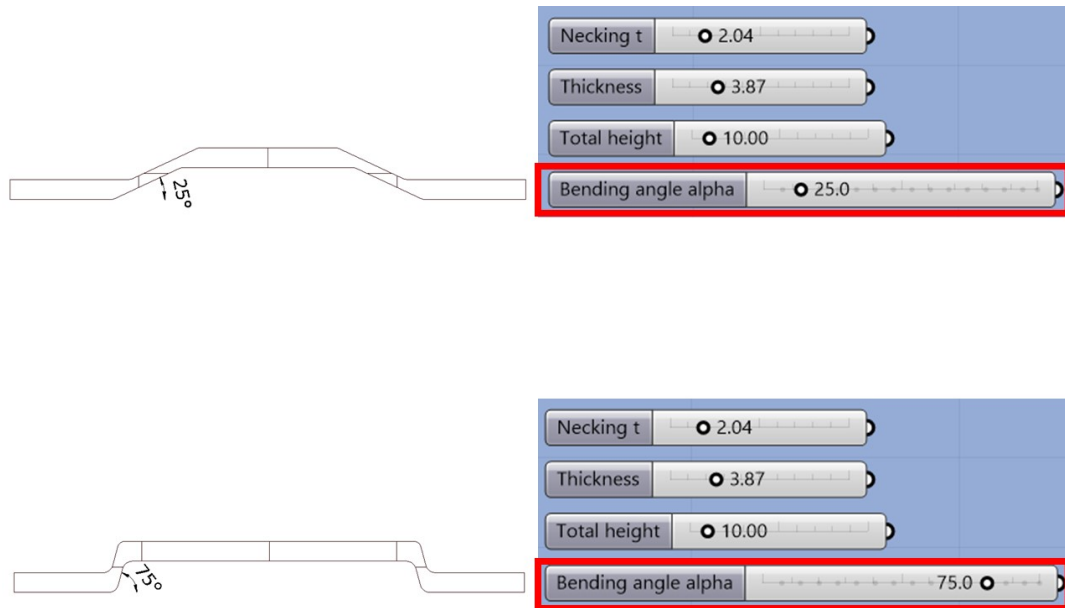 Necking t 2.04
Thickness 3.87
Total height 10.00
Bending angle alpha 25.0
25°
Necking t 2.04
Thickness 3.87
Total height 10.00
Bending angle alpha 75.0
75°